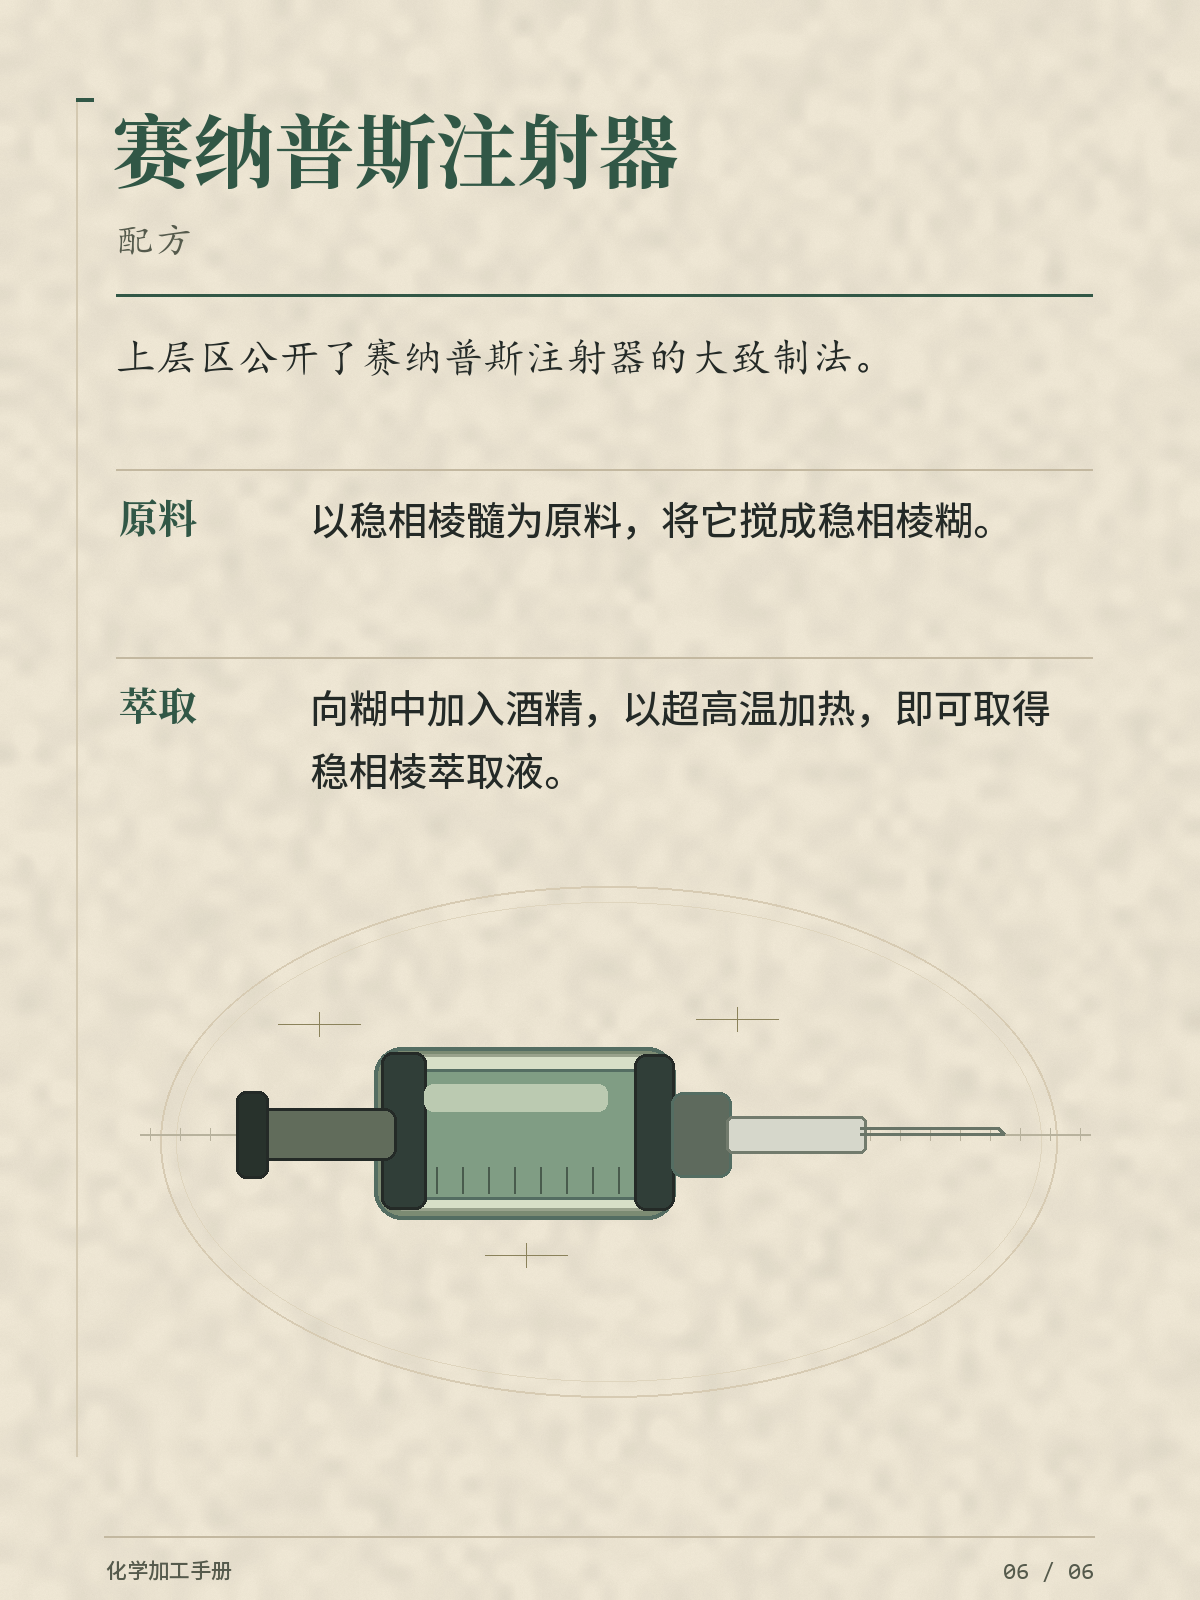 赛纳普斯注射器
配方
上层区公开了赛纳普斯注射器的大致制法。
原料
以稳相棱髓为原料，将它搅成稳相棱糊。
萃取
向糊中加入酒精，以超高温加热，即可取得
稳相棱萃取液。
化学加工手册
06 / 06